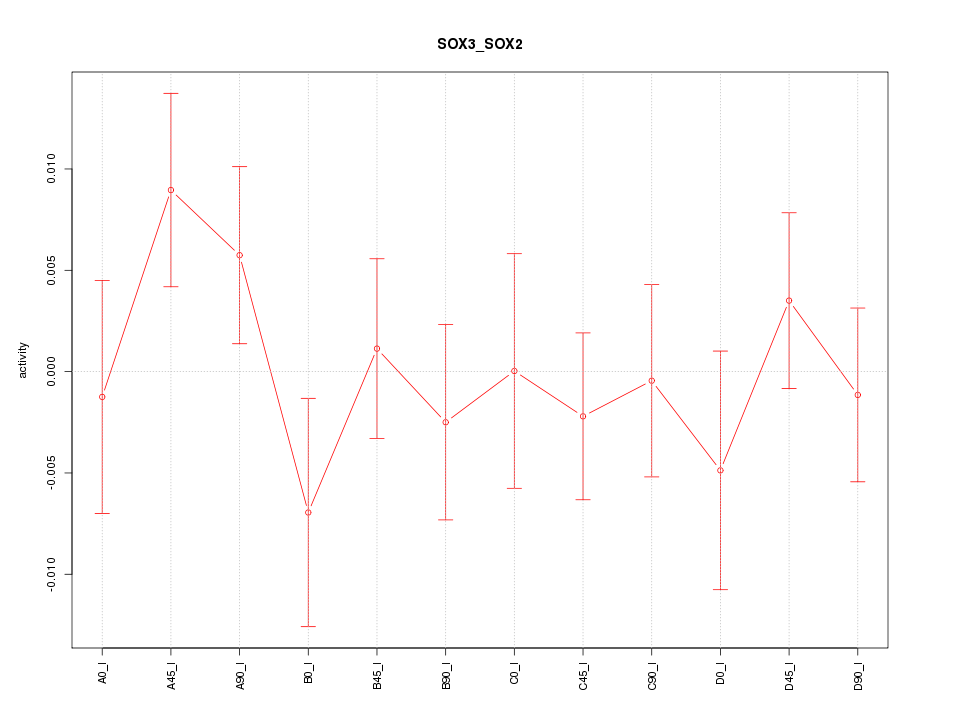 SOX3_SOX2
activity
0.010
0.005
0.000
-0.005
-0.010
A0_I
A45_I
A90_I
B0_I
B45_I
B90_I
C0_I
C45_I
C90_I
D0_I
D45_I
D90_I